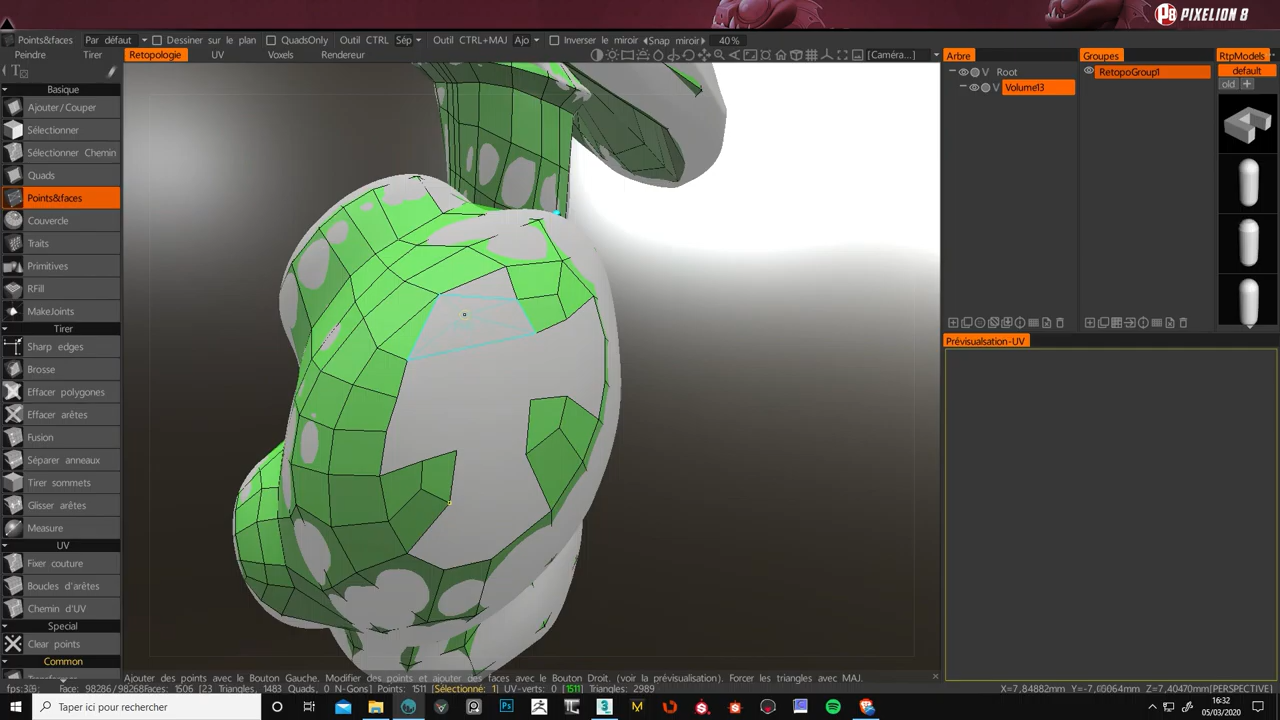 P8 PIXELION 8
Points&faces Par défaut Dessiner sur le plan QuadsOnly Outil CTRL Sép Outil CTRL+MAJ Ajo Inverser le miroir Snap miroir 40%
Peindre Tirer Retopologie UV Voxels Rendreur [Caméra...] Arbre Groupes RtpModels
default
Root RetopoGroup1
old
Volume13
Basique
Ajouter/Couper
Sélectionner
Sélectionner Chemin
Quads
Points&faces
Couvercle
Traits
Primitives
RFill
MakeJoints
Tirer
Sharp edges
Prévisualsation-UV
Brosse
Effacer polygones
Effacer arêtes
Fusion
Séparer anneaux
Tirer sommets
Glisser arêtes
Measure
UV
Fixer couture
Boucles d'arêtes
Chemin d'UV
Special
Clear points
Common
Ajouter des points avec le Bouton Gauche. Modifier des points et ajouter des faces avec le Bouton Droit. (voir la prévisualisation). Forcer les triangles avec MAJ.
Face: 98286/98268 Faces: 1506 [23 Triangles, 1483 Quads, 0 N-Gons] Points: 1511 [Sélectionné: 1] UV-verts: 0 [1511] Triangles: 2989
[PERSPECTIVE]
Taper ici pour rechercher
16:32
05/03/2020